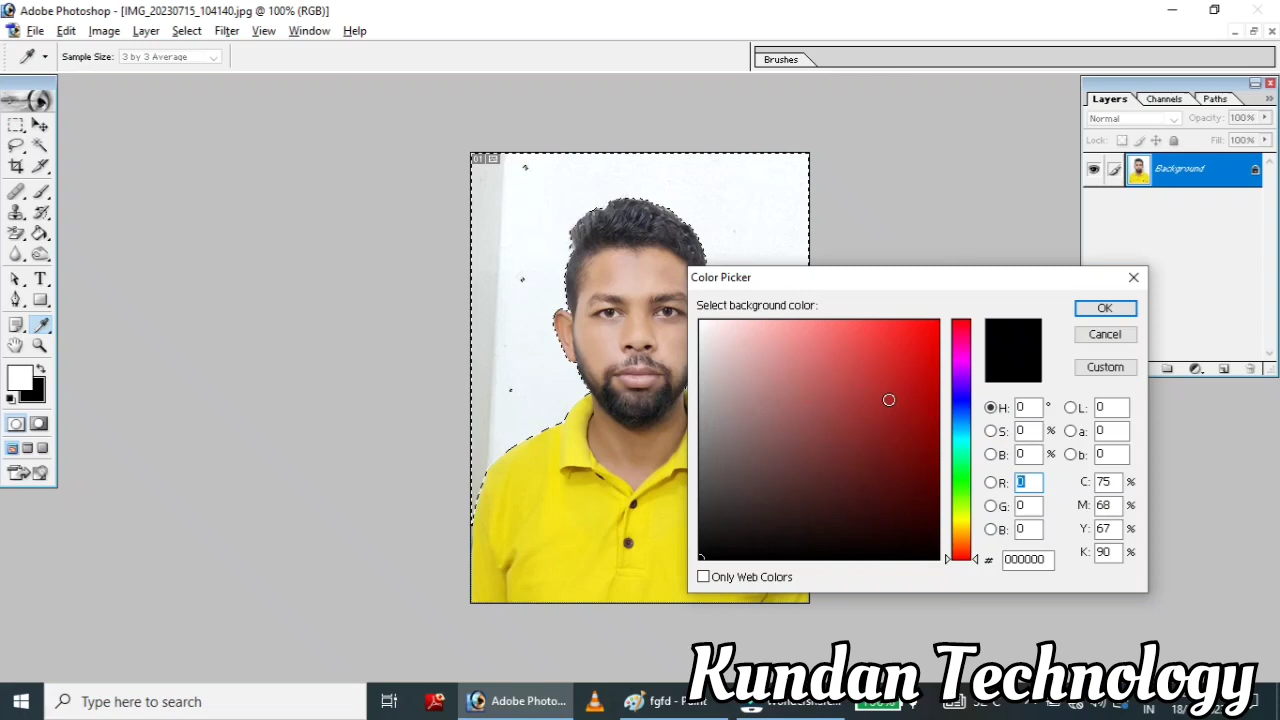 Adobe Photoshop - [IMG_20230715_104140.jpg @ 100% (RGB)]
File Edit Image Layer Select Filter View Window Help
Sample Size: 3 by 3 Average
Brushes
Layers Channels Paths
Normal Opacity: 100%
Lock: Fill: 100%
01
Background
Color Picker
Select background color:
OK
Cancel
Custom
H: 0 ° L: 0
S: 0 % a: 0
B: 0 % b: 0
R: 0 C: 75 %
G: 0 M: 68 %
B: 0 Y: 67 %
# 000000 K: 90 %
Only Web Colors
Kundan Technology
Type here to search
Adobe Photo...
fgfd - Paint
100%
IN